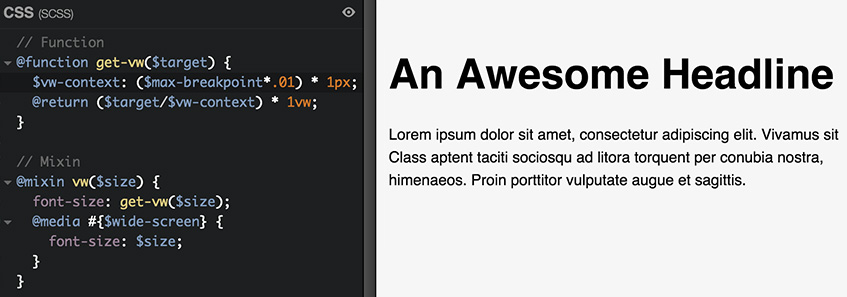 CSS (SCSS)
// Function
@function get-vw($target) {
$vw-context: ($max-breakpoint*.01) * 1px;
@return ($target/$vw-context) * 1vw;
}
// Mixin
@mixin vw($size) {
font-size: get-vw($size);
@media #{$wide-screen} {
font-size: $size;
}
}
An Awesome Headline
Lorem ipsum dolor sit amet, consectetur adipiscing elit. Vivamus sit
Class aptent taciti sociosqu ad litora torquent per conubia nostra,
himenaeos. Proin porttitor vulputate augue et sagittis.